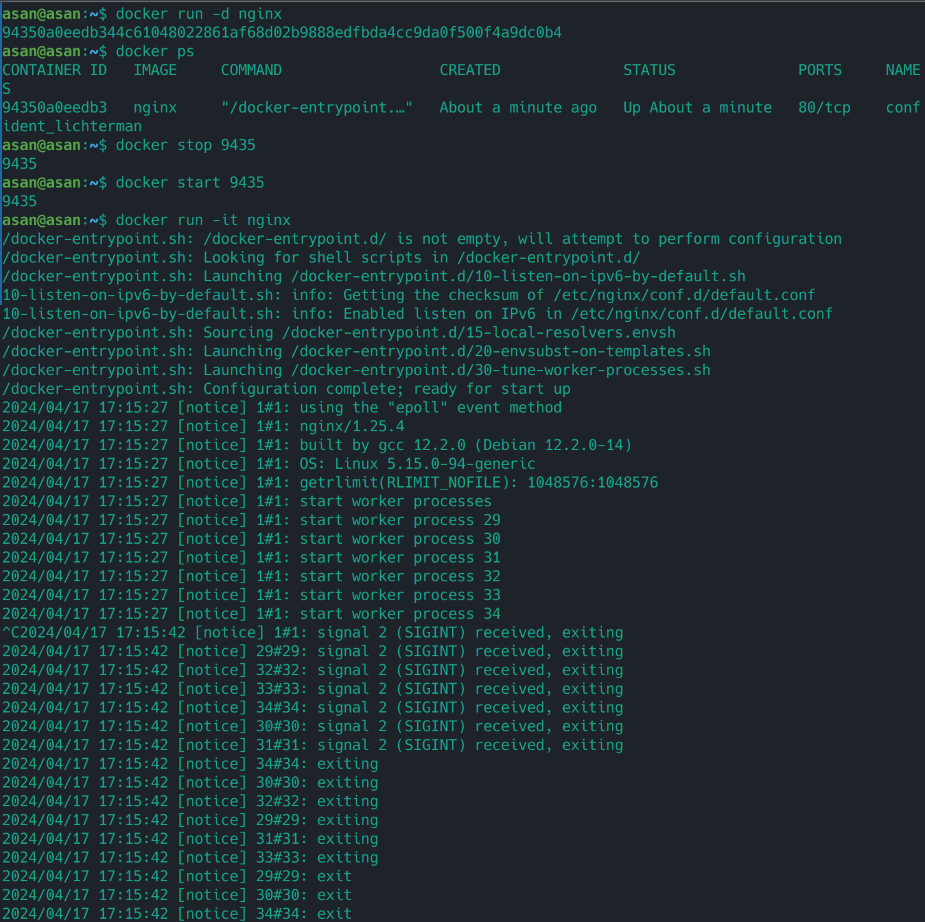 asan@asan:~$ docker run -d nginx
94350a0eedb344c61048022861af68d02b9888edfbda4cc9da0f500f4a9dc0b4
asan@asan:~$ docker ps
CONTAINER ID   IMAGE     COMMAND                  CREATED              STATUS              PORTS     NAME
S
94350a0eedb3   nginx     "/docker-entrypoint.…"   About a minute ago   Up About a minute   80/tcp    conf
ident_lichterman
asan@asan:~$ docker stop 9435
9435
asan@asan:~$ docker start 9435
9435
asan@asan:~$ docker run -it nginx
/docker-entrypoint.sh: /docker-entrypoint.d/ is not empty, will attempt to perform configuration
/docker-entrypoint.sh: Looking for shell scripts in /docker-entrypoint.d/
/docker-entrypoint.sh: Launching /docker-entrypoint.d/10-listen-on-ipv6-by-default.sh
10-listen-on-ipv6-by-default.sh: info: Getting the checksum of /etc/nginx/conf.d/default.conf
10-listen-on-ipv6-by-default.sh: info: Enabled listen on IPv6 in /etc/nginx/conf.d/default.conf
/docker-entrypoint.sh: Sourcing /docker-entrypoint.d/15-local-resolvers.envsh
/docker-entrypoint.sh: Launching /docker-entrypoint.d/20-envsubst-on-templates.sh
/docker-entrypoint.sh: Launching /docker-entrypoint.d/30-tune-worker-processes.sh
/docker-entrypoint.sh: Configuration complete; ready for start up
2024/04/17 17:15:27 [notice] 1#1: using the "epoll" event method
2024/04/17 17:15:27 [notice] 1#1: nginx/1.25.4
2024/04/17 17:15:27 [notice] 1#1: built by gcc 12.2.0 (Debian 12.2.0-14)
2024/04/17 17:15:27 [notice] 1#1: OS: Linux 5.15.0-94-generic
2024/04/17 17:15:27 [notice] 1#1: getrlimit(RLIMIT_NOFILE): 1048576:1048576
2024/04/17 17:15:27 [notice] 1#1: start worker processes
2024/04/17 17:15:27 [notice] 1#1: start worker process 29
2024/04/17 17:15:27 [notice] 1#1: start worker process 30
2024/04/17 17:15:27 [notice] 1#1: start worker process 31
2024/04/17 17:15:27 [notice] 1#1: start worker process 32
2024/04/17 17:15:27 [notice] 1#1: start worker process 33
2024/04/17 17:15:27 [notice] 1#1: start worker process 34
^C2024/04/17 17:15:42 [notice] 1#1: signal 2 (SIGINT) received, exiting
2024/04/17 17:15:42 [notice] 29#29: signal 2 (SIGINT) received, exiting
2024/04/17 17:15:42 [notice] 32#32: signal 2 (SIGINT) received, exiting
2024/04/17 17:15:42 [notice] 33#33: signal 2 (SIGINT) received, exiting
2024/04/17 17:15:42 [notice] 34#34: signal 2 (SIGINT) received, exiting
2024/04/17 17:15:42 [notice] 30#30: signal 2 (SIGINT) received, exiting
2024/04/17 17:15:42 [notice] 31#31: signal 2 (SIGINT) received, exiting
2024/04/17 17:15:42 [notice] 34#34: exiting
2024/04/17 17:15:42 [notice] 30#30: exiting
2024/04/17 17:15:42 [notice] 32#32: exiting
2024/04/17 17:15:42 [notice] 29#29: exiting
2024/04/17 17:15:42 [notice] 31#31: exiting
2024/04/17 17:15:42 [notice] 33#33: exiting
2024/04/17 17:15:42 [notice] 29#29: exit
2024/04/17 17:15:42 [notice] 30#30: exit
2024/04/17 17:15:42 [notice] 34#34: exit